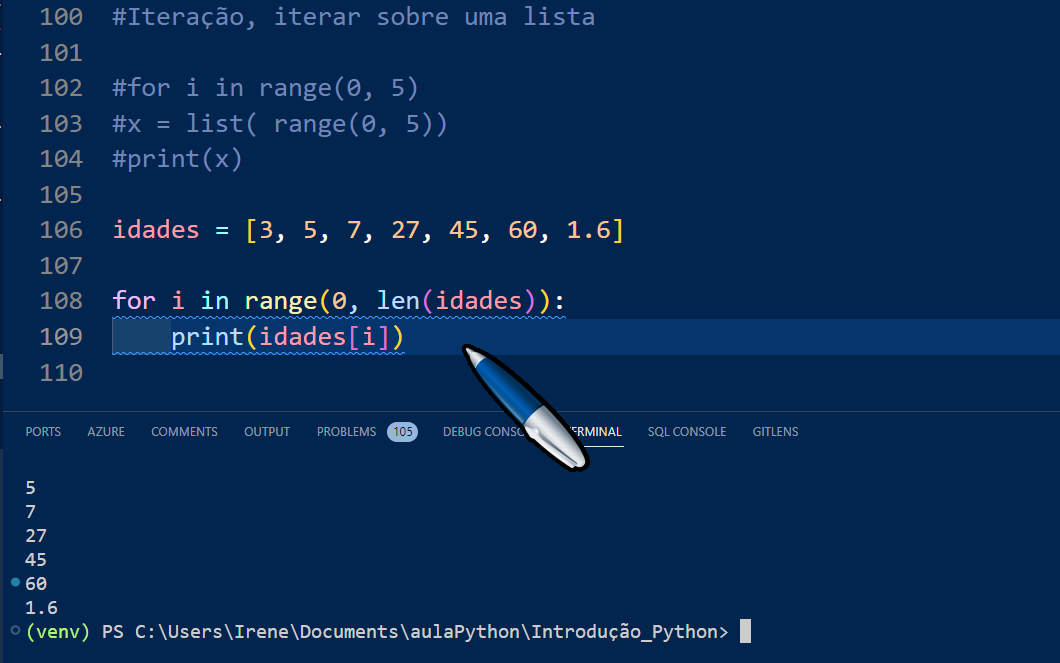 100 #Iteração, iterar sobre uma lista
101
102 #for i in range(0, 5)
103 #x = list( range(0, 5))
104 #print(x)
105
106 idades = [3, 5, 7, 27, 45, 60, 1.6]
107
108 for i in range(0, len(idades)):
109     print(idades[i])
110
PORTS AZURE COMMENTS OUTPUT PROBLEMS 105 DEBUG CONSO ERMINAL SQL CONSOLE GITLENS
5
7
27
45
60
1.6
(venv) PS C:\Users\Irene\Documents\aulaPython\Introdução_Python>